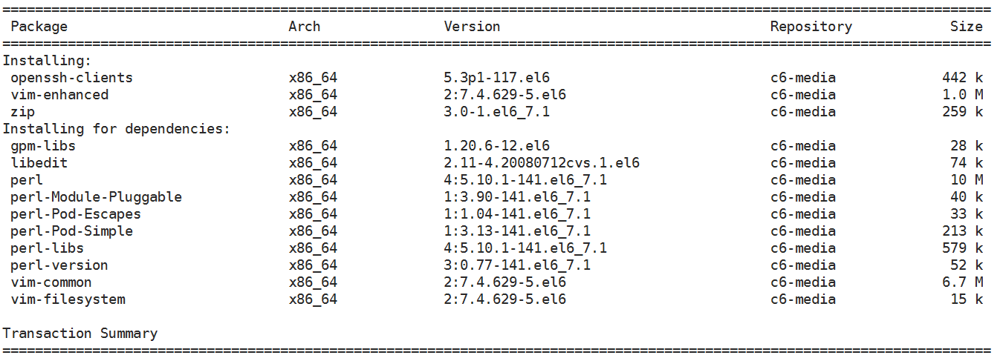 =========================================================================================================================
 Package                           Arch             Version                                 Repository            Size
=========================================================================================================================
Installing:
 openssh-clients                   x86_64           5.3p1-117.el6                           c6-media             442 k
 vim-enhanced                      x86_64           2:7.4.629-5.el6                         c6-media             1.0 M
 zip                               x86_64           3.0-1.el6_7.1                           c6-media             259 k
Installing for dependencies:
 gpm-libs                          x86_64           1.20.6-12.el6                           c6-media              28 k
 libedit                           x86_64           2.11-4.20080712cvs.1.el6                c6-media              74 k
 perl                              x86_64           4:5.10.1-141.el6_7.1                    c6-media              10 M
 perl-Module-Pluggable             x86_64           1:3.90-141.el6_7.1                      c6-media              40 k
 perl-Pod-Escapes                  x86_64           1:1.04-141.el6_7.1                      c6-media              33 k
 perl-Pod-Simple                   x86_64           1:3.13-141.el6_7.1                      c6-media             213 k
 perl-libs                         x86_64           4:5.10.1-141.el6_7.1                    c6-media             579 k
 perl-version                      x86_64           3:0.77-141.el6_7.1                      c6-media              52 k
 vim-common                        x86_64           2:7.4.629-5.el6                         c6-media             6.7 M
 vim-filesystem                    x86_64           2:7.4.629-5.el6                         c6-media              15 k

Transaction Summary
=========================================================================================================================